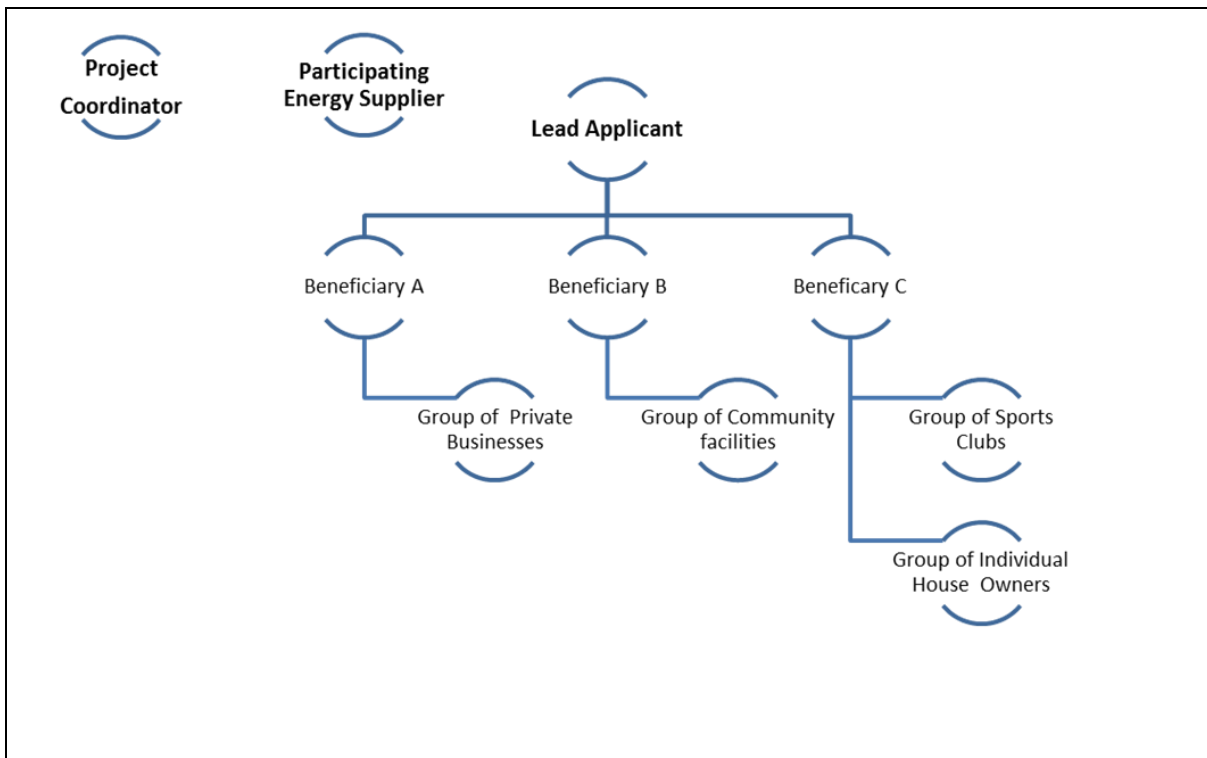 Project
Coordinator
Participating
Energy Supplier
Lead Applicant
Beneficiary A
Beneficiary B
Beneficary C
Group of  Private
Businesses
Group of Community
facilities
Group of Sports
Clubs
Group of Individual
House  Owners